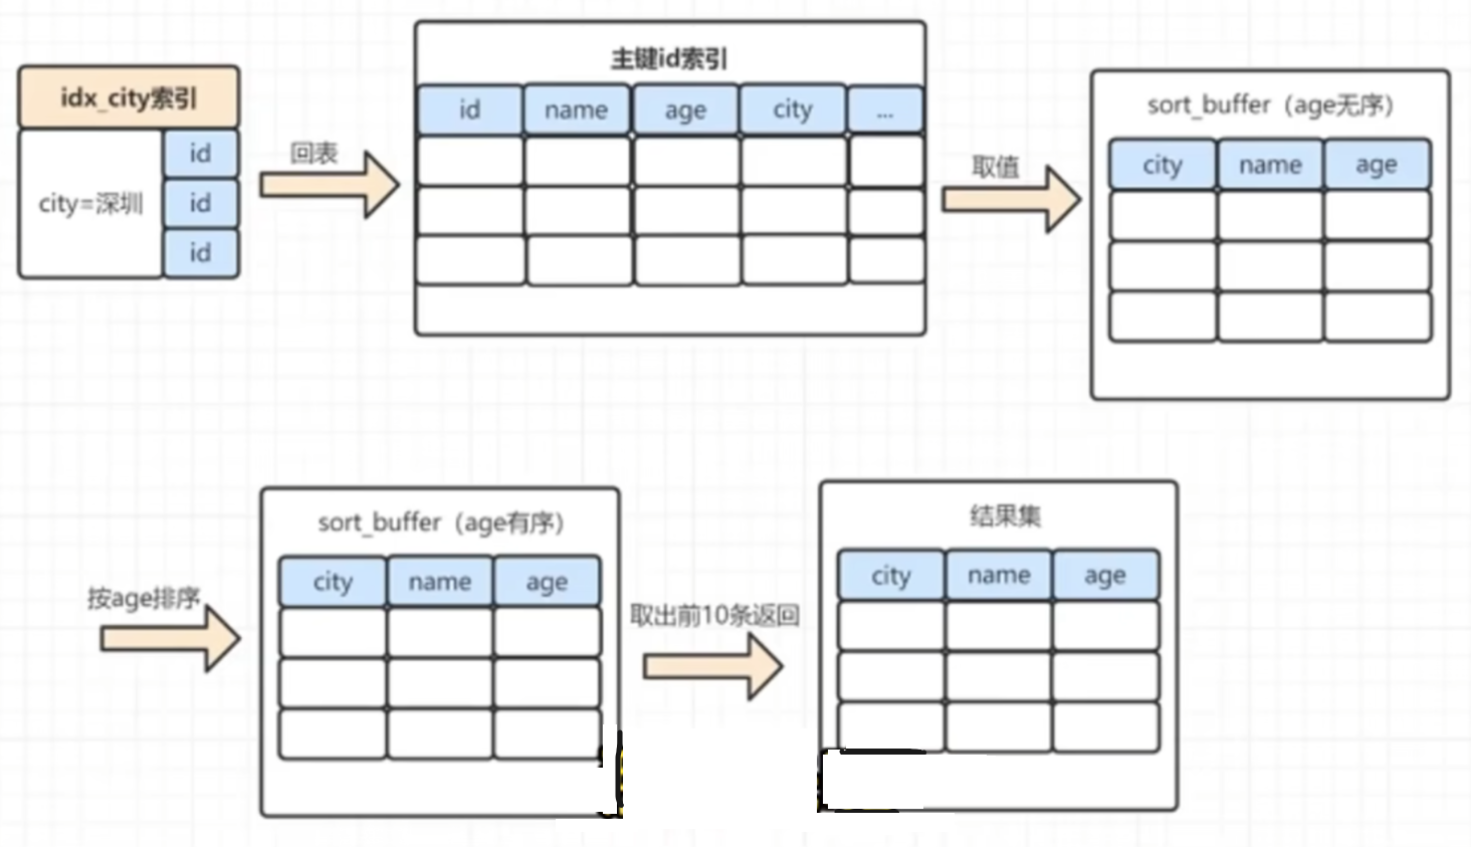 主键id索引
idx_city索引
id name age city ...
回表
id
city=深圳
id
id
取值
sort_buffer（age无序）
city name age
sort_buffer（age有序）
city name age
按age排序
取出前10条返回
结果集
city name age